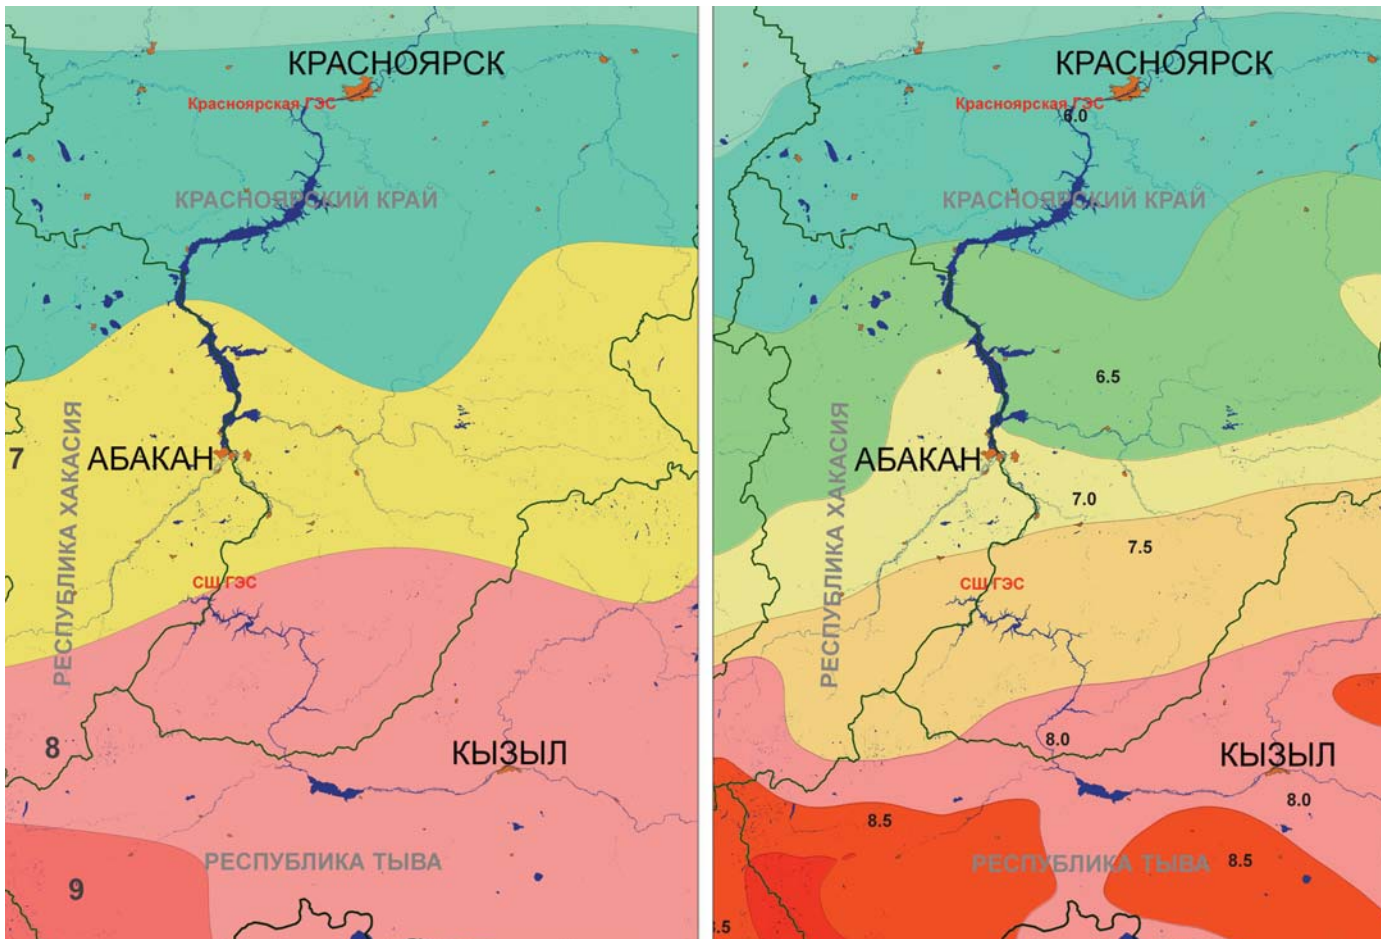 КРАСНОЯРСК
Красноярская ГЭС
КРАСНОЯРСКИЙ КРАЙ
7
АБАКАН
РЕСПУБЛИКА ХАКАСИЯ
СШ ГЭС
8
КЫЗЫЛ
РЕСПУБЛИКА ТЫВА
9
КРАСНОЯРСК
Красноярская ГЭС
6.0
КРАСНОЯРСКИЙ КРАЙ
6.5
АБАКАН
РЕСПУБЛИКА ХАКАСИЯ
7.0
7.5
СШ ГЭС
8.0
КЫЗЫЛ
8.0
8.5
РЕСПУБЛИКА ТЫВА
8.5